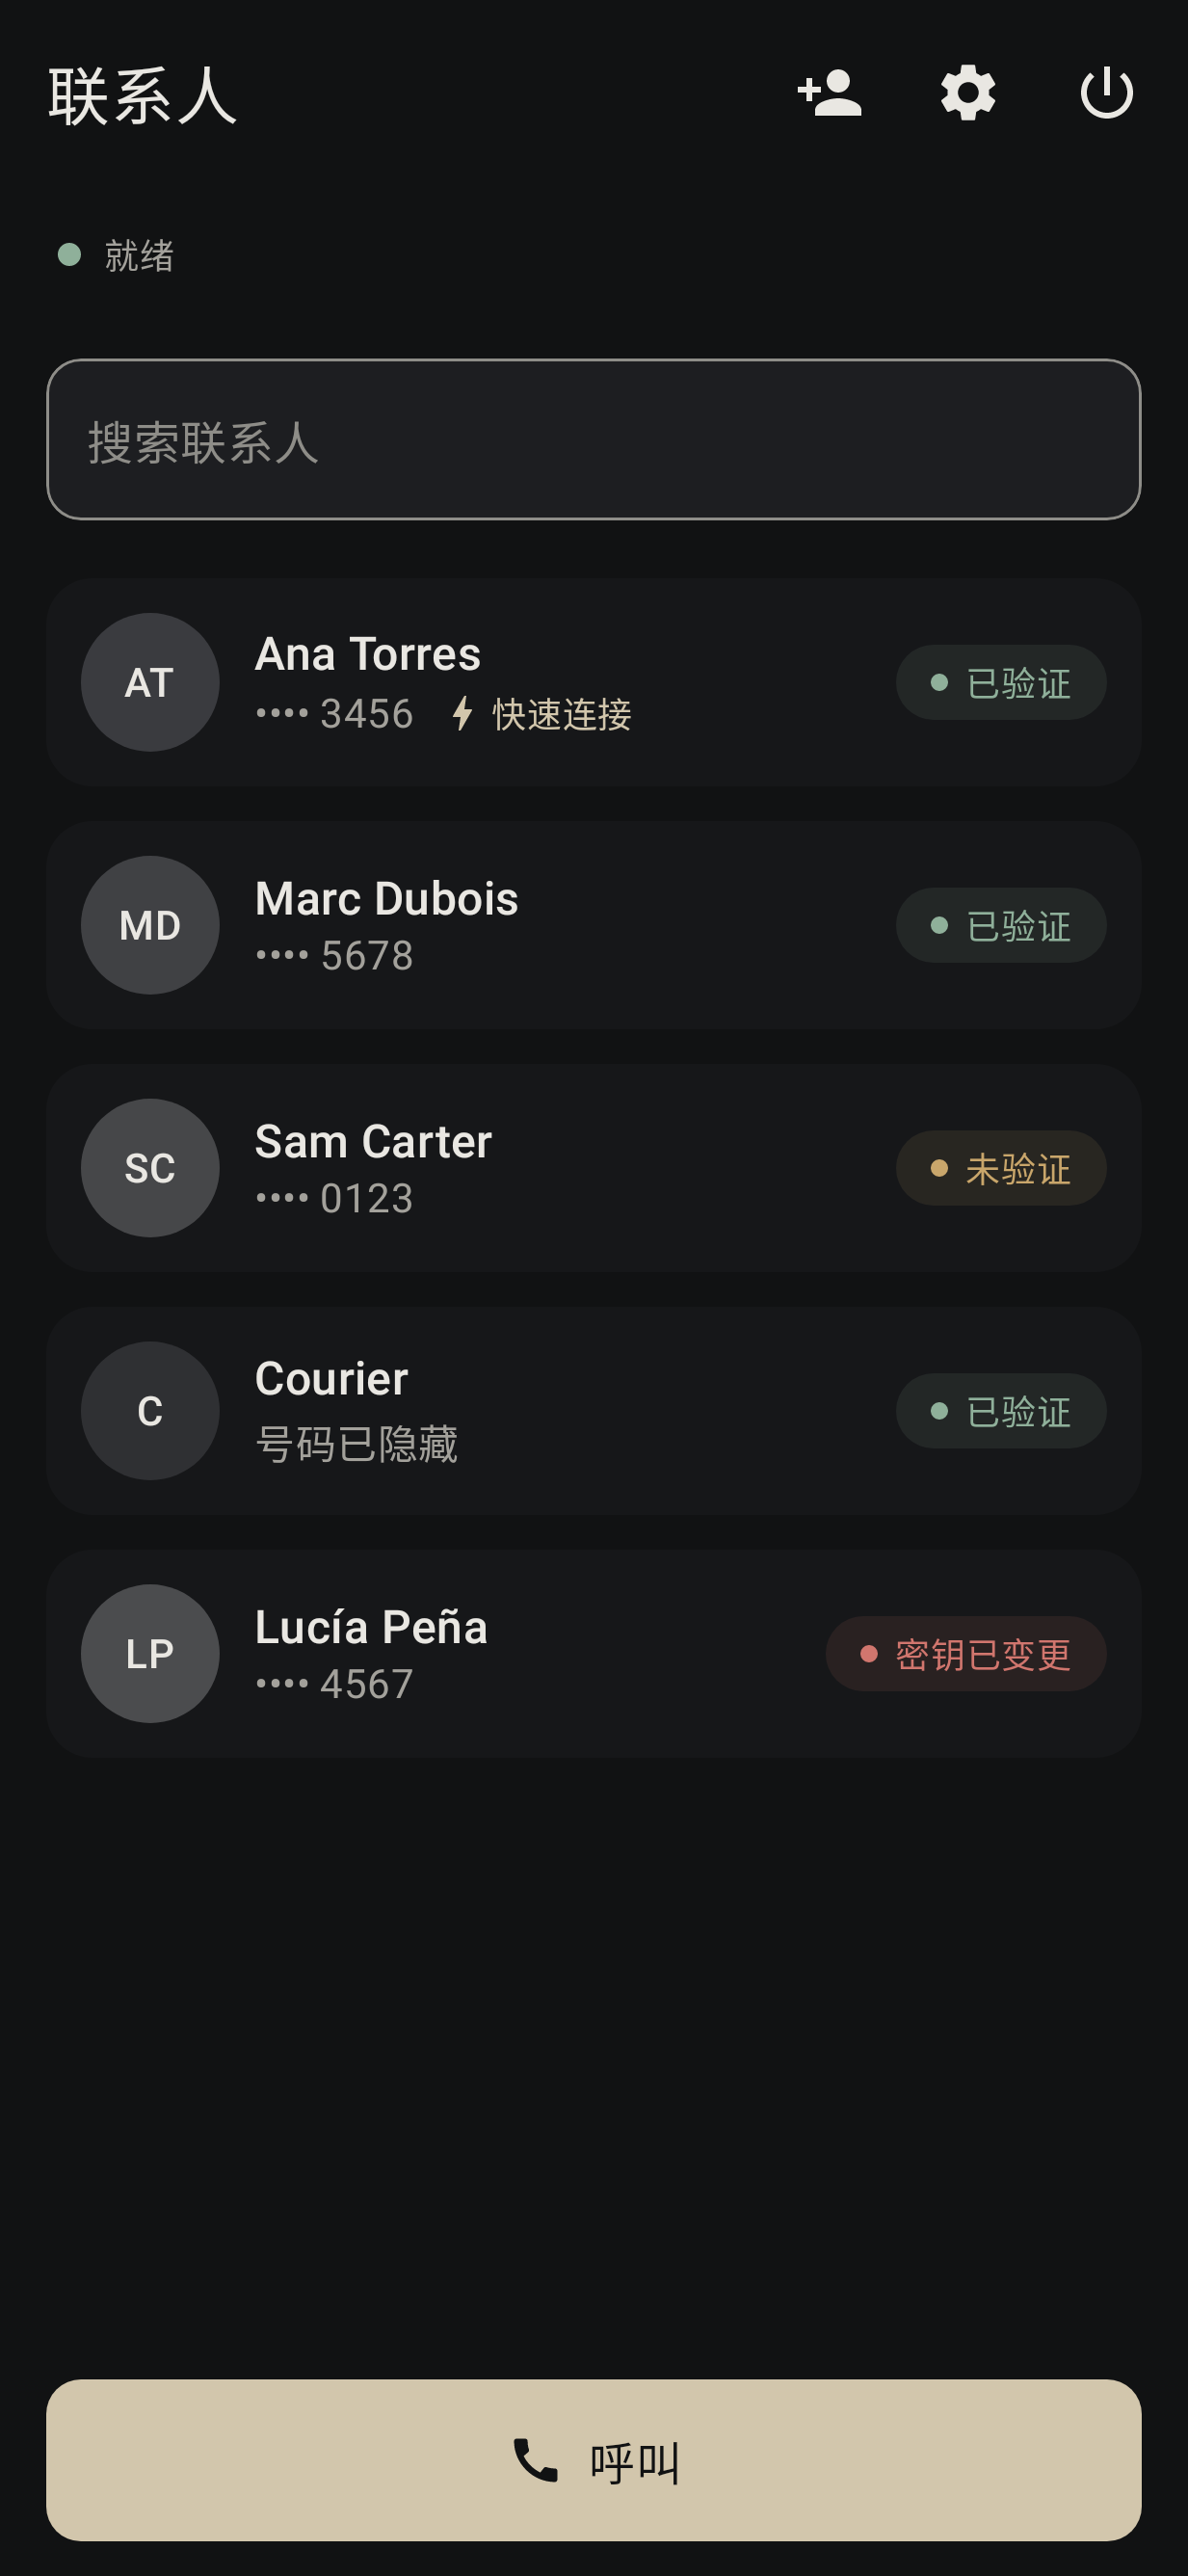 联系人
就绪
搜索联系人
AT
Ana Torres
•••• 3456 快速连接
已验证
MD
Marc Dubois
•••• 5678
已验证
SC
Sam Carter
•••• 0123
未验证
C
Courier
号码已隐藏
已验证
LP
Lucía Peña
•••• 4567
密钥已变更
呼叫